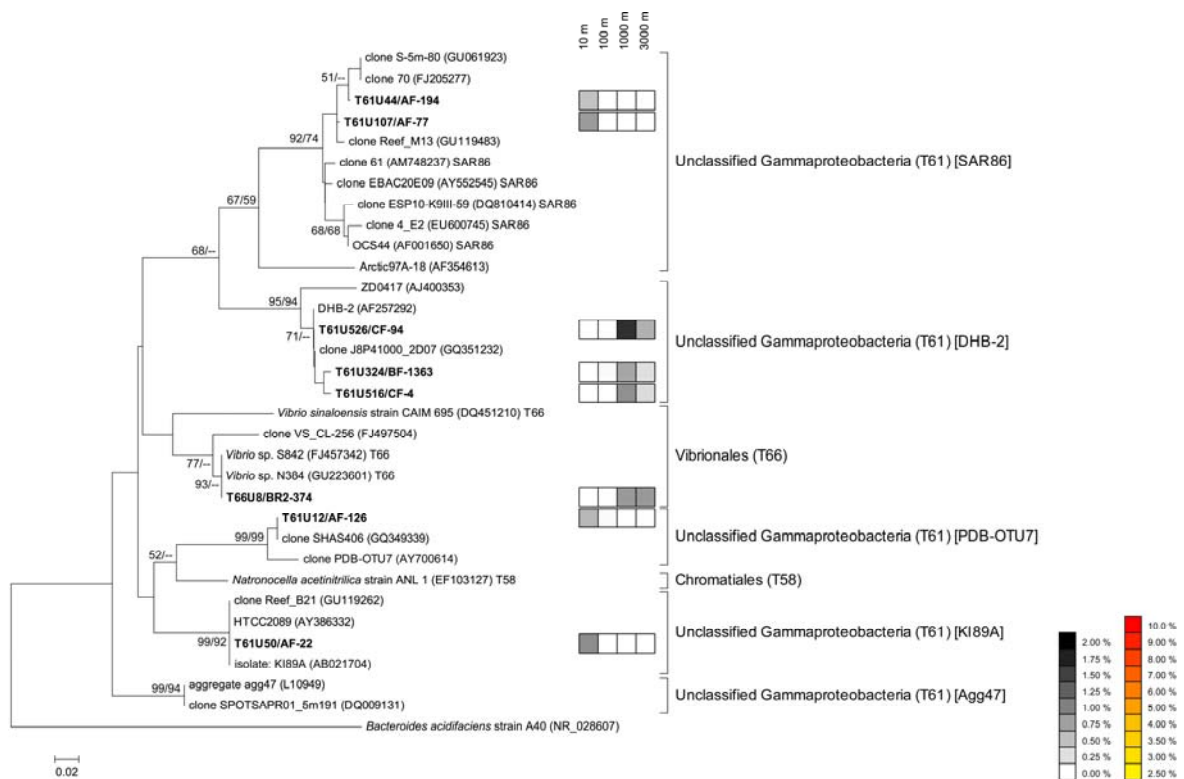 10 m
100 m
1000 m
3000 m
clone S-5m-80 (GU061923)
51/--
clone 70 (FJ205277)
T61U44/AF-194
T61U107/AF-77
92/74
clone Reef_M13 (GU119483)
clone 61 (AM748237) SAR86
Unclassified Gammaproteobacteria (T61) [SAR86]
clone EBAC20E09 (AY552545) SAR86
67/59
clone ESP10-K9III-59 (DQ810414) SAR86
clone 4_E2 (EU600745) SAR86
68/68
OCS44 (AF001650) SAR86
68/--
Arctic97A-18 (AF354613)
ZD0417 (AJ400353)
95/94
DHB-2 (AF257292)
T61U526/CF-94
71/--
clone J8P41000_2D07 (GQ351232)
Unclassified Gammaproteobacteria (T61) [DHB-2]
T61U324/BF-1363
T61U516/CF-4
Vibrio sinaloensis strain CAIM 695 (DQ451210) T66
clone VS_CL-256 (FJ497504)
Vibrio sp. S842 (FJ457342) T66
Vibrionales (T66)
77/--
Vibrio sp. N384 (GU223601) T66
93/--
T66U8/BR2-374
T61U12/AF-126
99/99
clone SHAS406 (GQ349339)
Unclassified Gammaproteobacteria (T61) [PDB-OTU7]
52/--
clone PDB-OTU7 (AY700614)
Natronocella acetinitrilica strain ANL 1 (EF103127) T58
Chromatiales (T58)
clone Reef_B21 (GU119262)
HTCC2089 (AY386332)
99/92
T61U50/AF-22
Unclassified Gammaproteobacteria (T61) [KI89A]
isolate: KI89A (AB021704)
99/94
aggregate agg47 (L10949)
clone SPOTSAPR01_5m191 (DQ009131)
Unclassified Gammaproteobacteria (T61) [Agg47]
Bacteroides acidifaciens strain A40 (NR_028607)
0.02
2.00 %
1.75 %
1.50 %
1.25 %
1.00 %
0.75 %
0.50 %
0.25 %
0.00 %
10.0 %
9.00 %
8.00 %
7.00 %
6.00 %
5.00 %
4.00 %
3.50 %
3.00 %
2.50 %